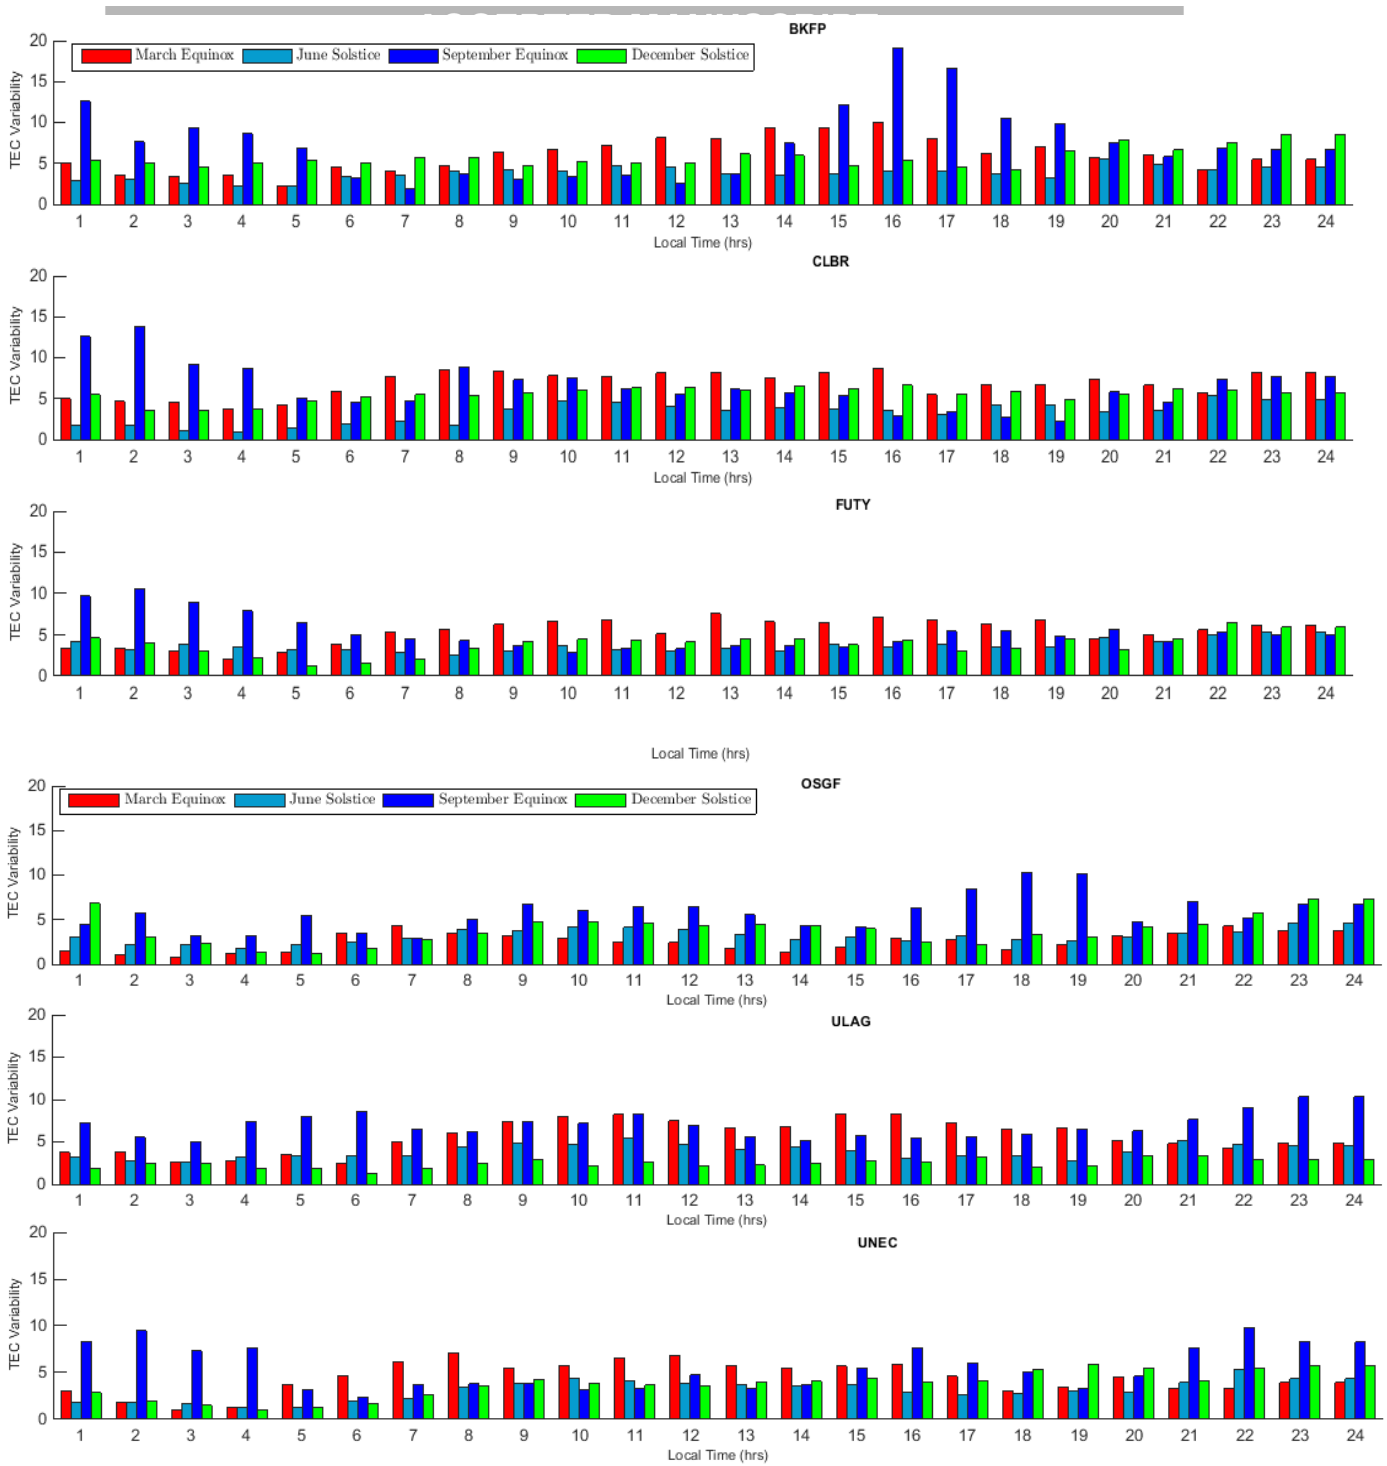 BKFP
20
March Equinox June Solstice September Equinox December Solstice
15
10
5
0
TEC Variability
1 2 3 4 5 6 7 8 9 10 11 12 13 14 15 16 17 18 19 20 21 22 23 24
Local Time (hrs)
CLBR
20
15
10
5
0
TEC Variability
1 2 3 4 5 6 7 8 9 10 11 12 13 14 15 16 17 18 19 20 21 22 23 24
Local Time (hrs)
FUTY
20
15
10
5
0
TEC Variability
1 2 3 4 5 6 7 8 9 10 11 12 13 14 15 16 17 18 19 20 21 22 23 24
Local Time (hrs)
OSGF
20
March Equinox June Solstice September Equinox December Solstice
15
10
5
0
TEC Variability
1 2 3 4 5 6 7 8 9 10 11 12 13 14 15 16 17 18 19 20 21 22 23 24
Local Time (hrs)
ULAG
20
15
10
5
0
TEC Variability
1 2 3 4 5 6 7 8 9 10 11 12 13 14 15 16 17 18 19 20 21 22 23 24
Local Time (hrs)
UNEC
20
15
10
5
0
TEC Variability
1 2 3 4 5 6 7 8 9 10 11 12 13 14 15 16 17 18 19 20 21 22 23 24
Local Time (hrs)